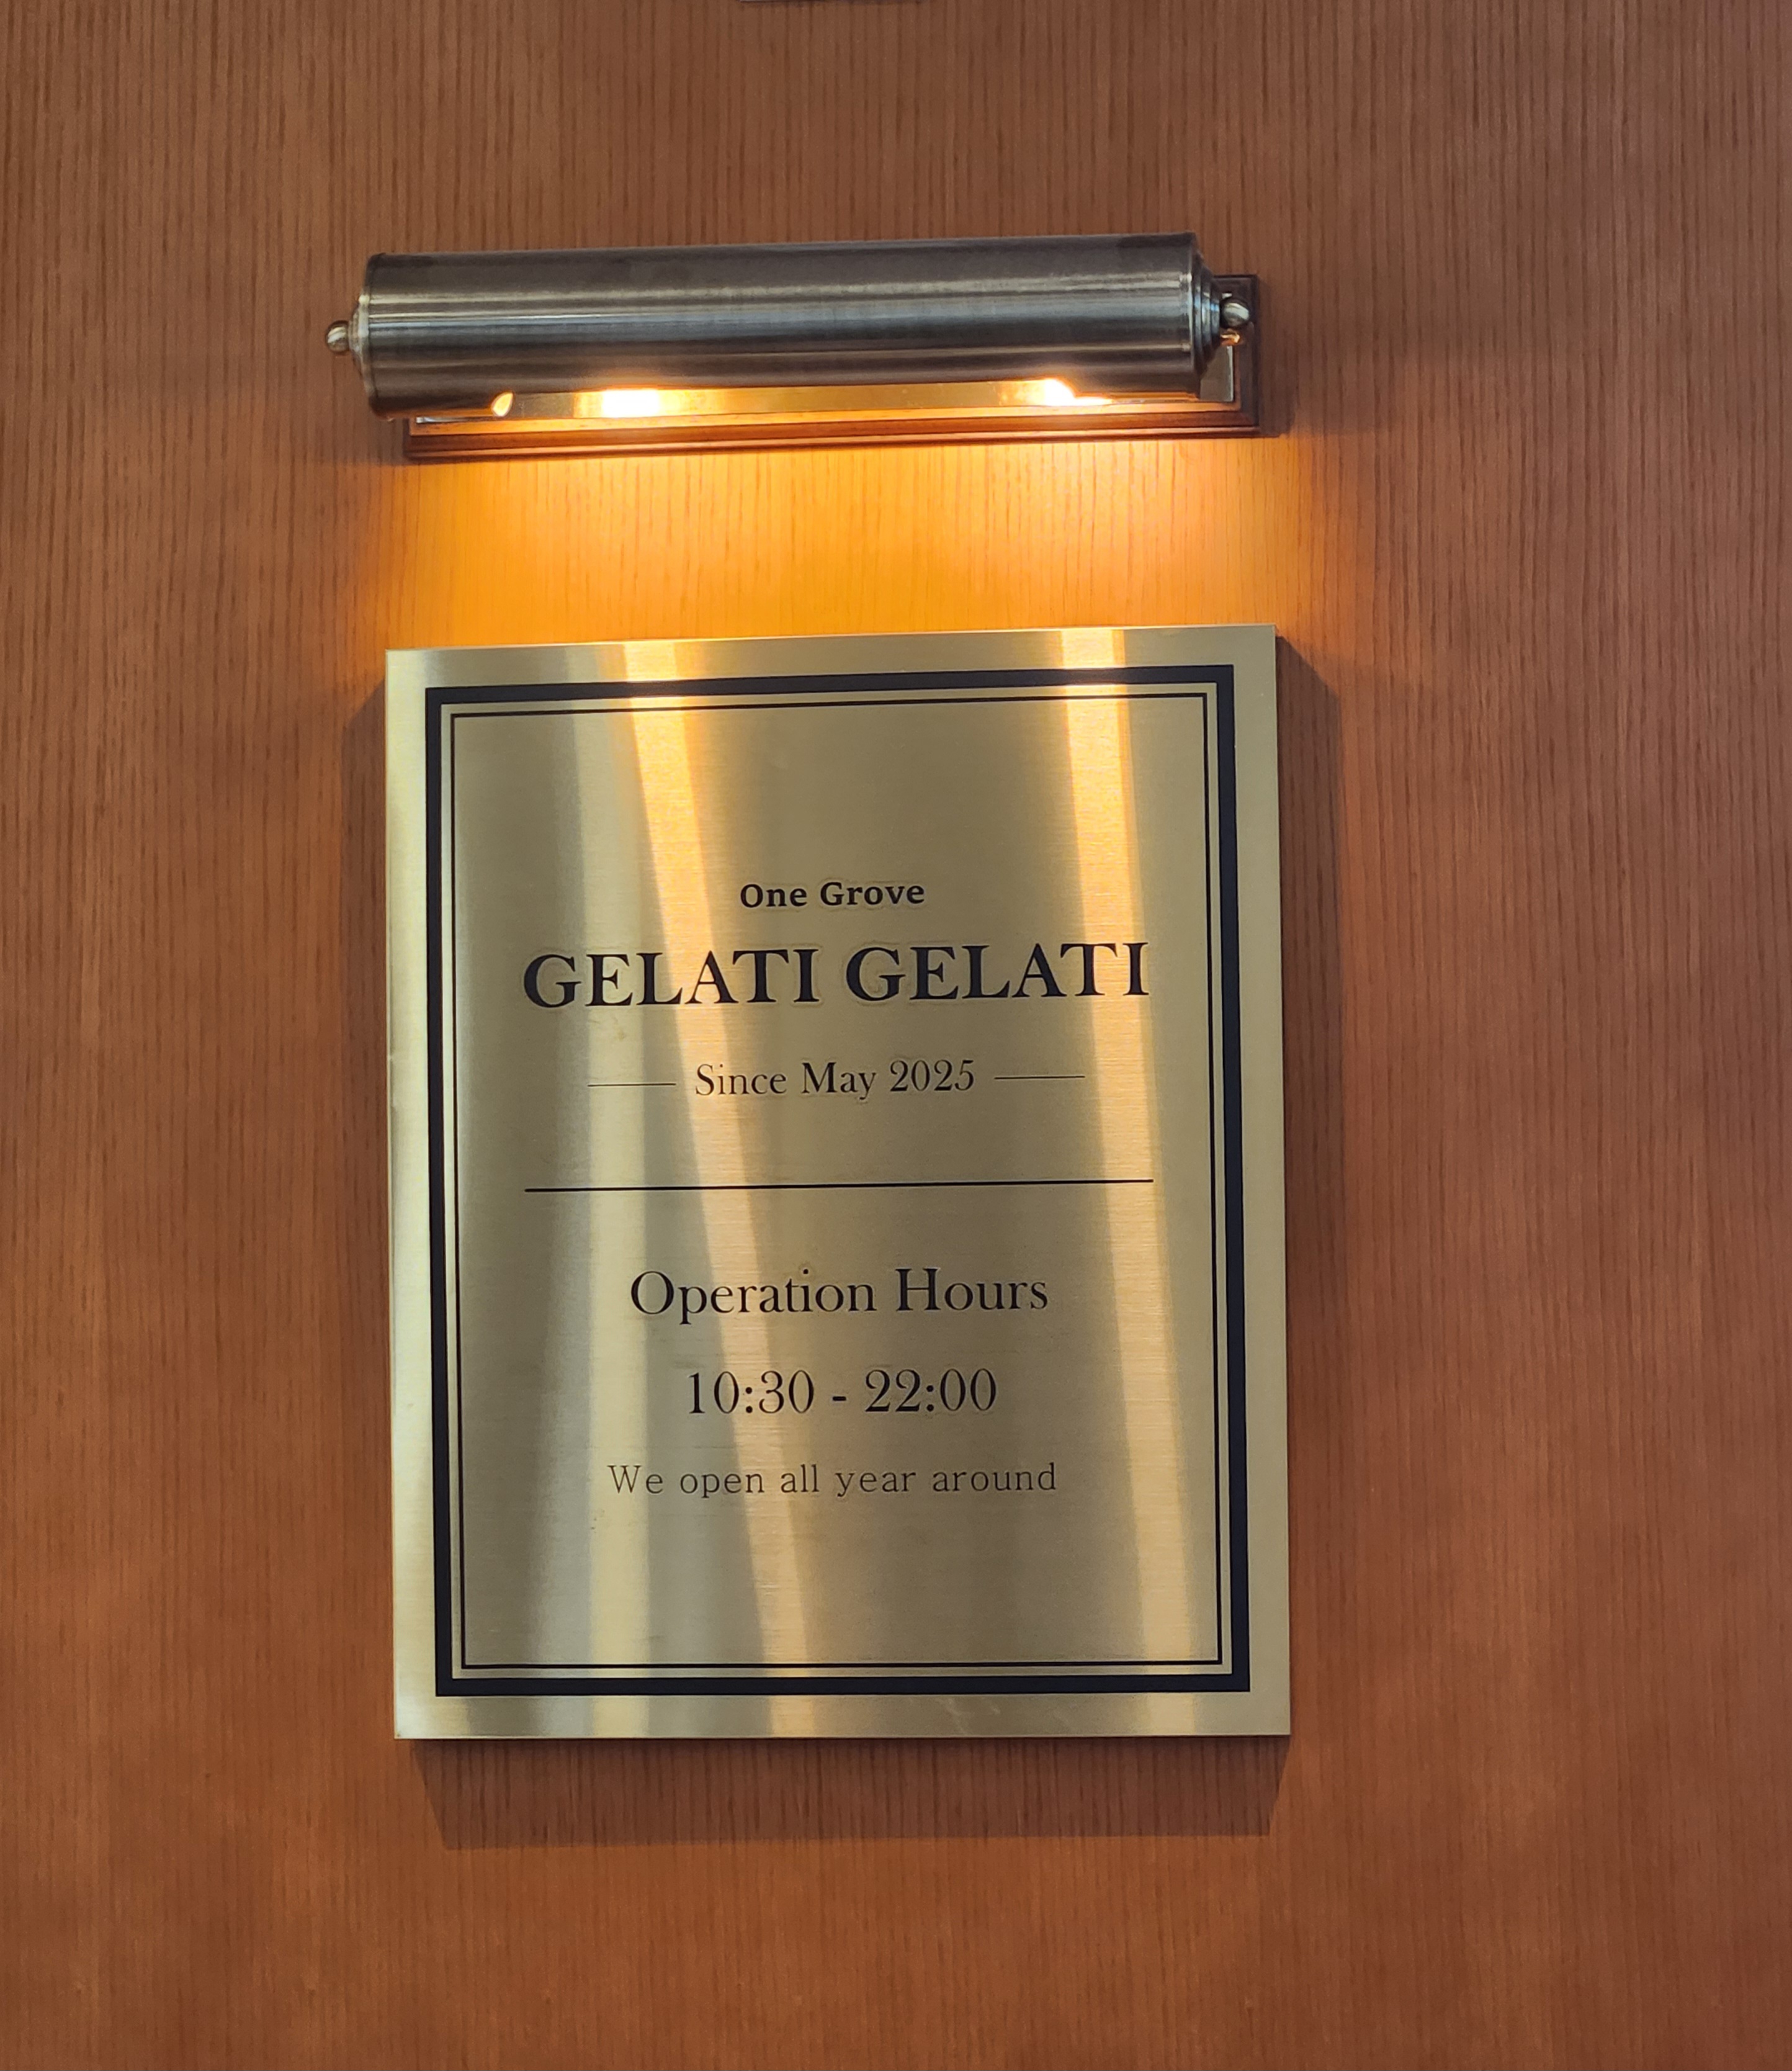 One Grove
GELATI GELATI
Since May 2025
Operation Hours
10:30 - 22:00
We open all year around